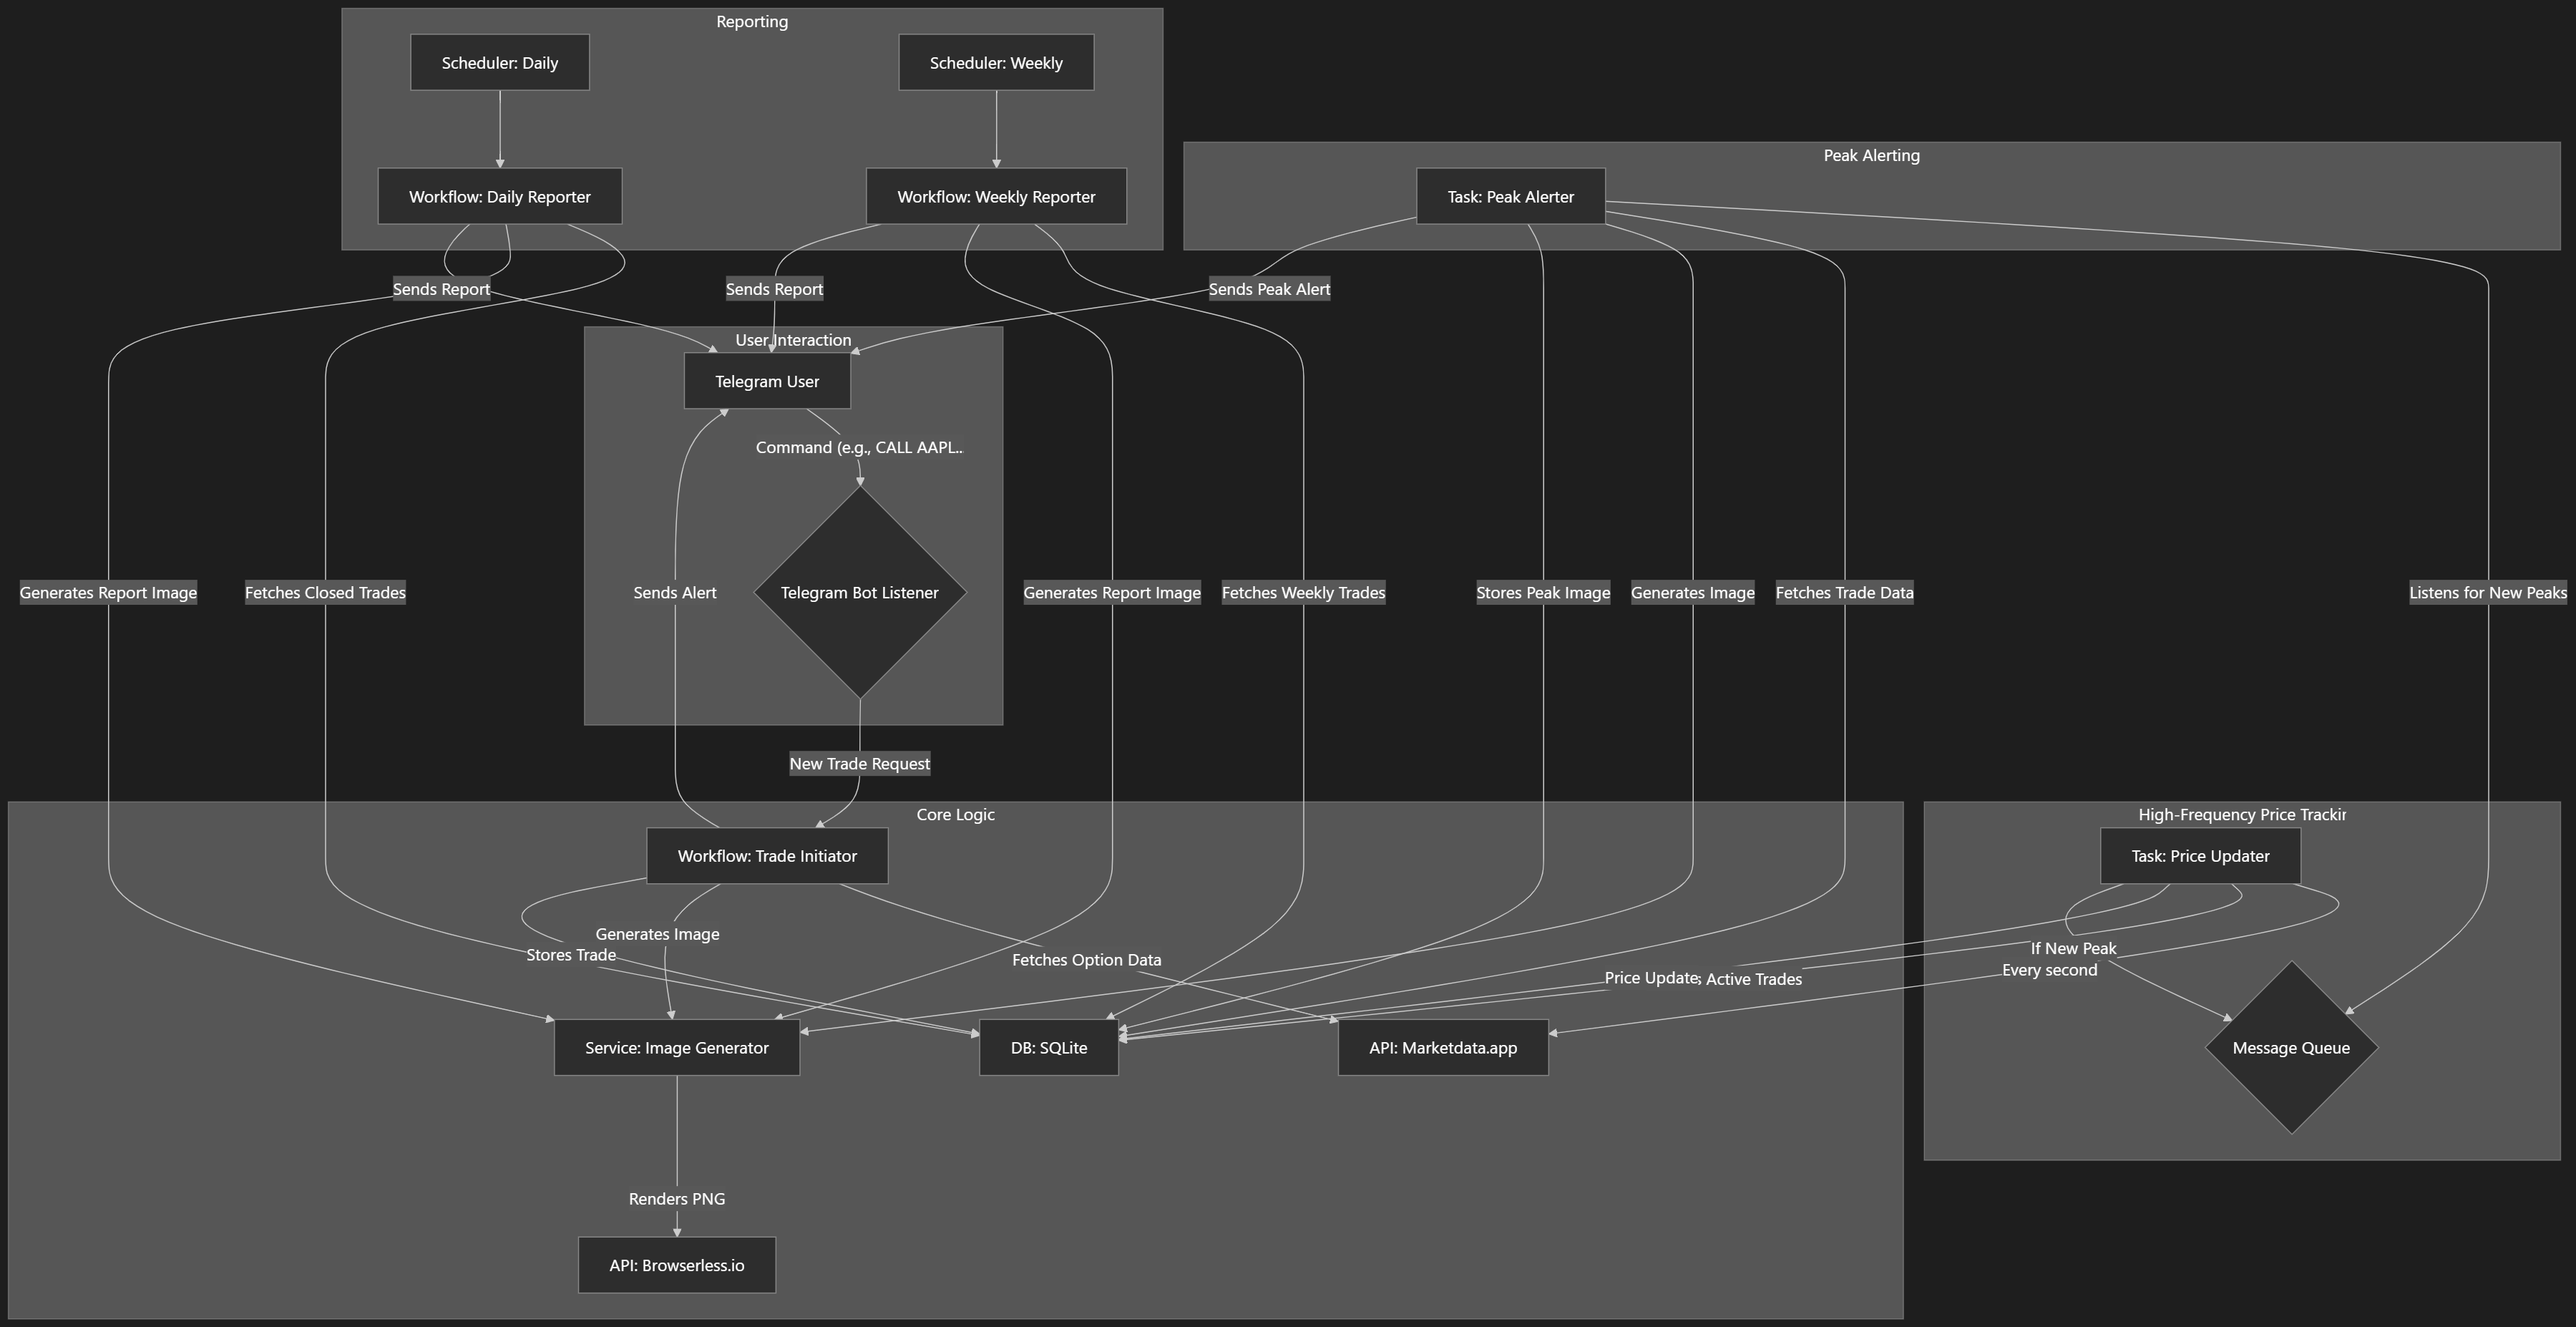 Reporting
Scheduler: Daily
Scheduler: Weekly
Peak Alerting
Workflow: Daily Reporter
Workflow: Weekly Reporter
Task: Peak Alerter
Sends Report
Sends Report
Sends Peak Alert
User Interaction
Telegram User
Command (e.g., CALL AAPL..
Generates Report Image
Fetches Closed Trades
Sends Alert
Telegram Bot Listener
Generates Report Image
Fetches Weekly Trades
Stores Peak Image
Generates Image
Fetches Trade Data
Listens for New Peaks
New Trade Request
Core Logic
High-Frequency Price
Workflow: Trade Initiator
Task: Price Updater
Generates Image
Stores Trade
Fetches Option Data
If New Peak
Every second
Price Update
Active Trades
Service: Image Generator
DB: SQLite
API: Marketdata.app
Message Queue
Renders PNG
API: Browserless.io